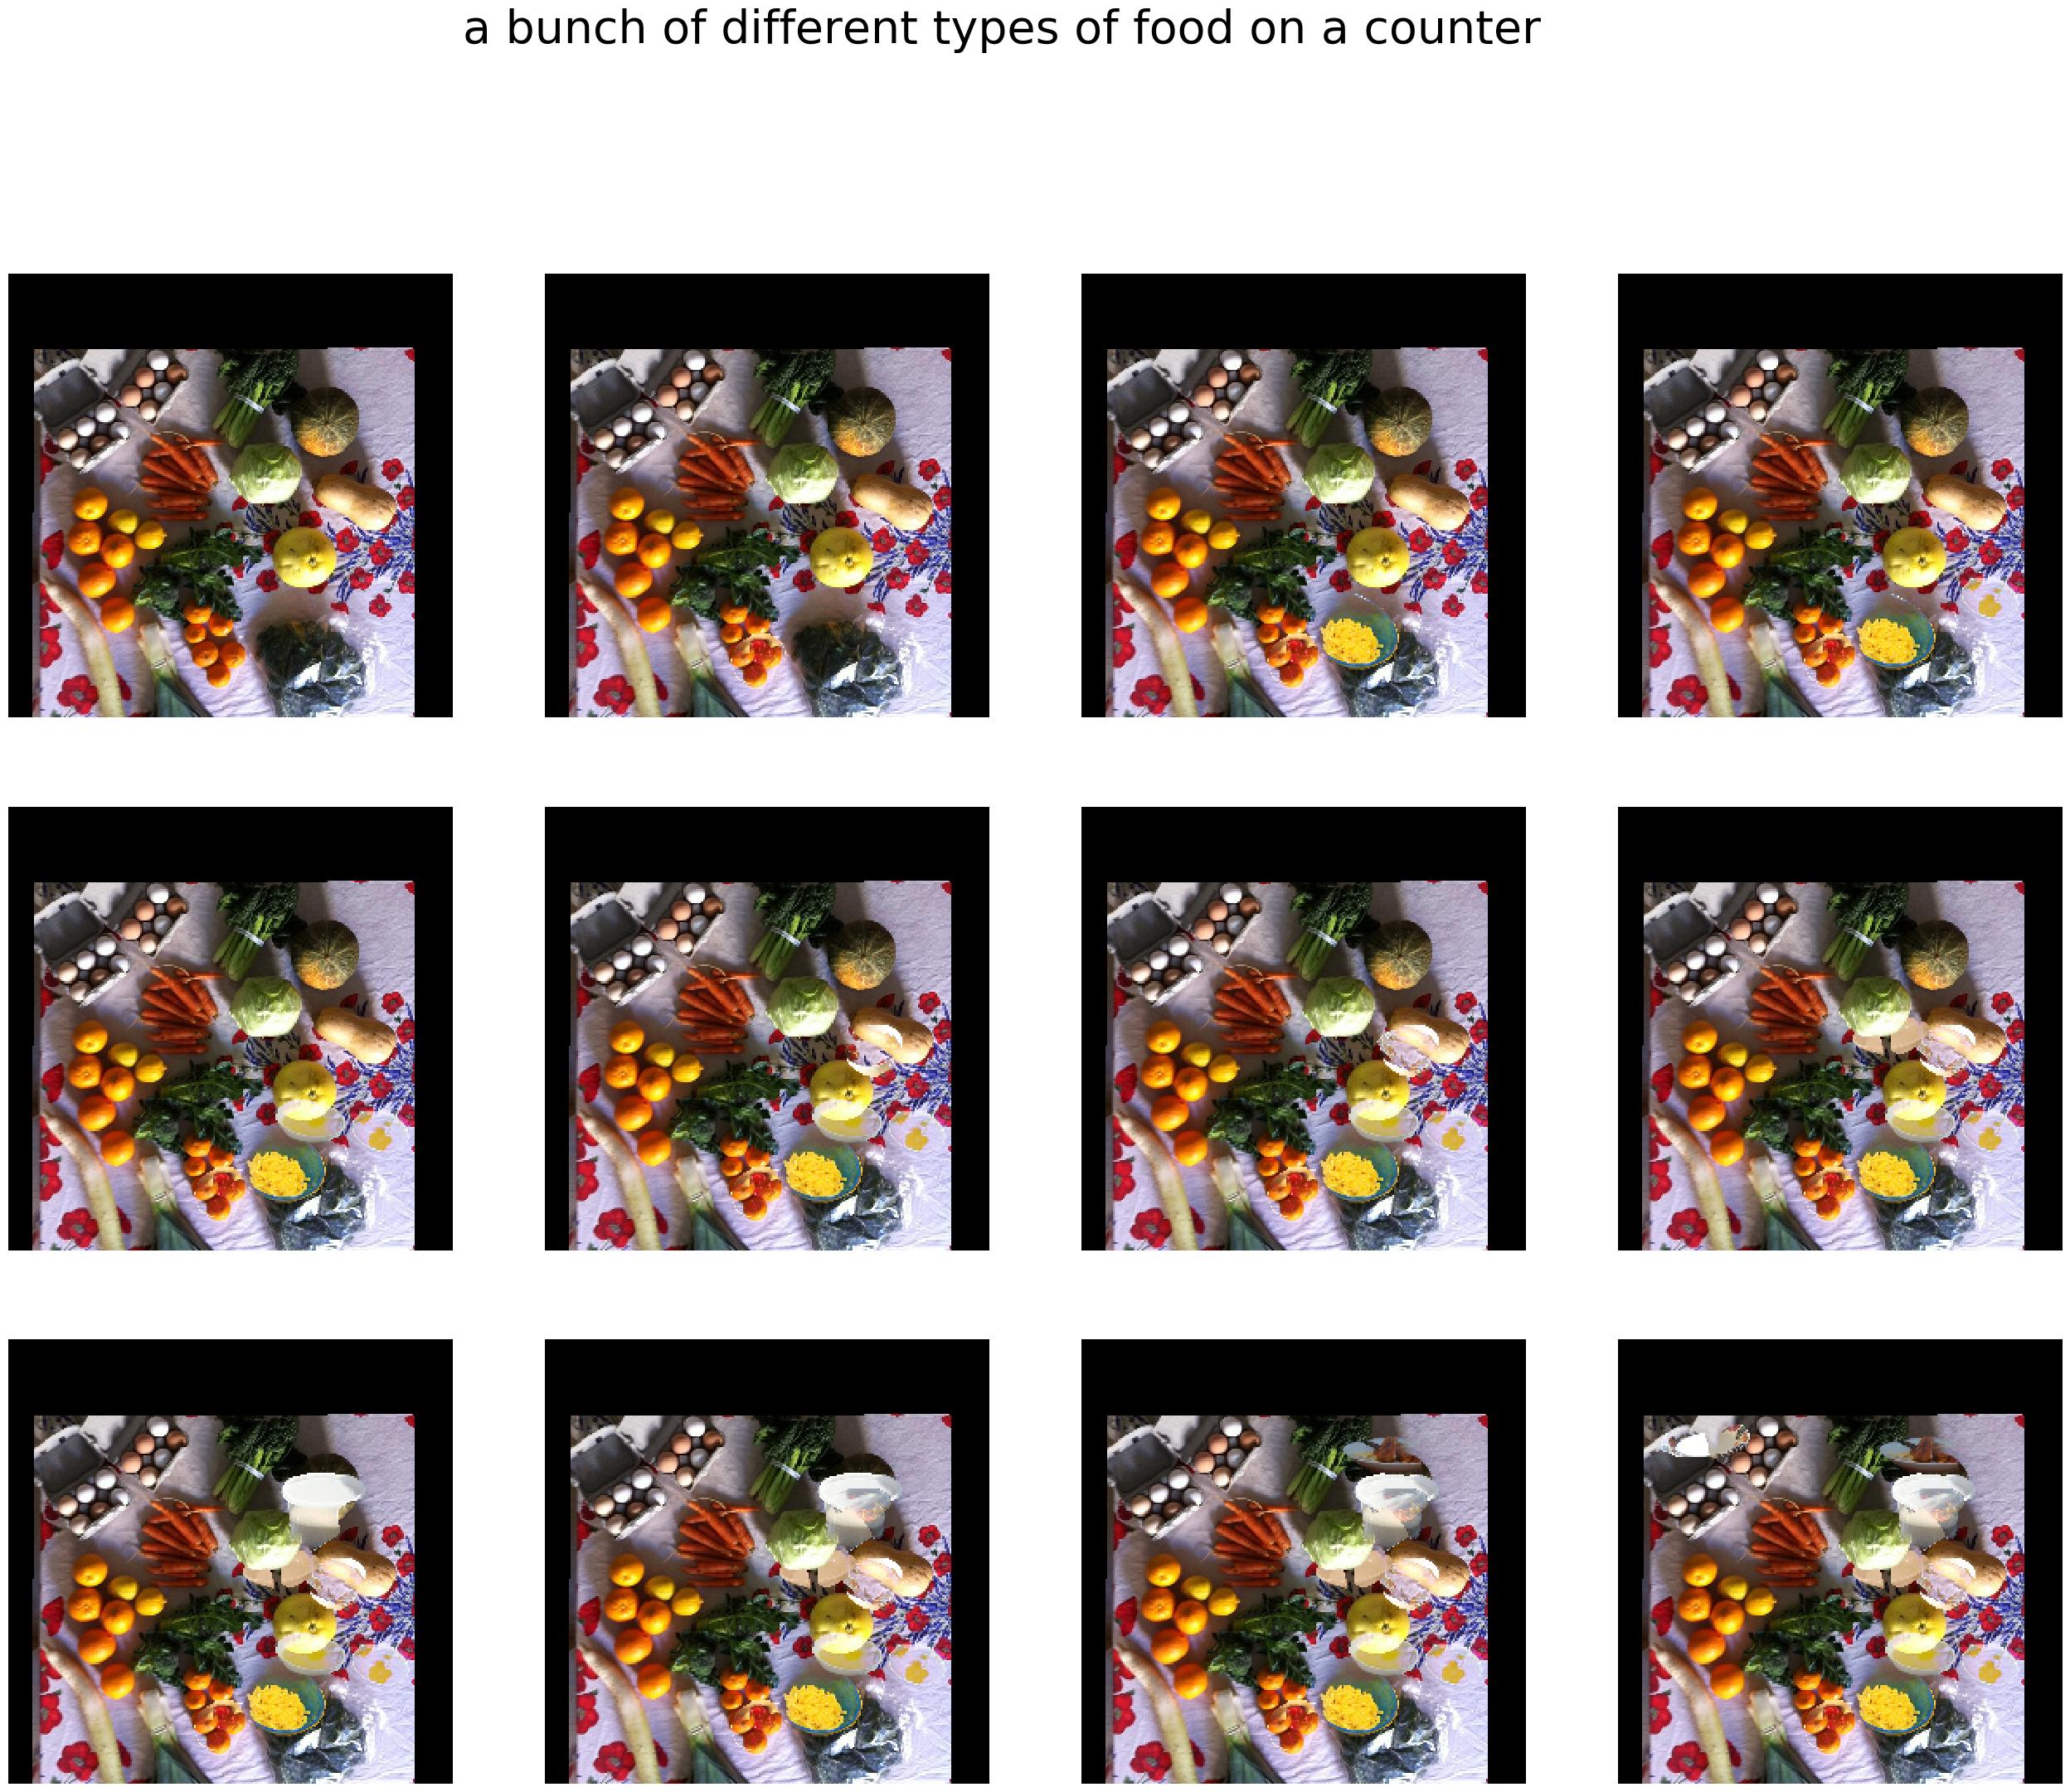 a bunch of different types of food on a counter